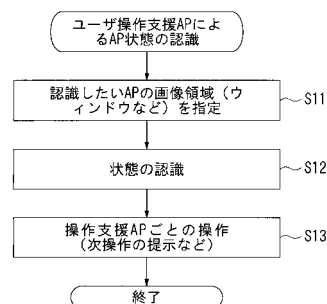 ユーザ操作支援APによ
るAP状態の認識
認識したいAPの画像領域（ウ
ィンドウなど）を指定
S11
状態の認識
S12
操作支援APごとの操作
（次操作の提示など）
S13
終了